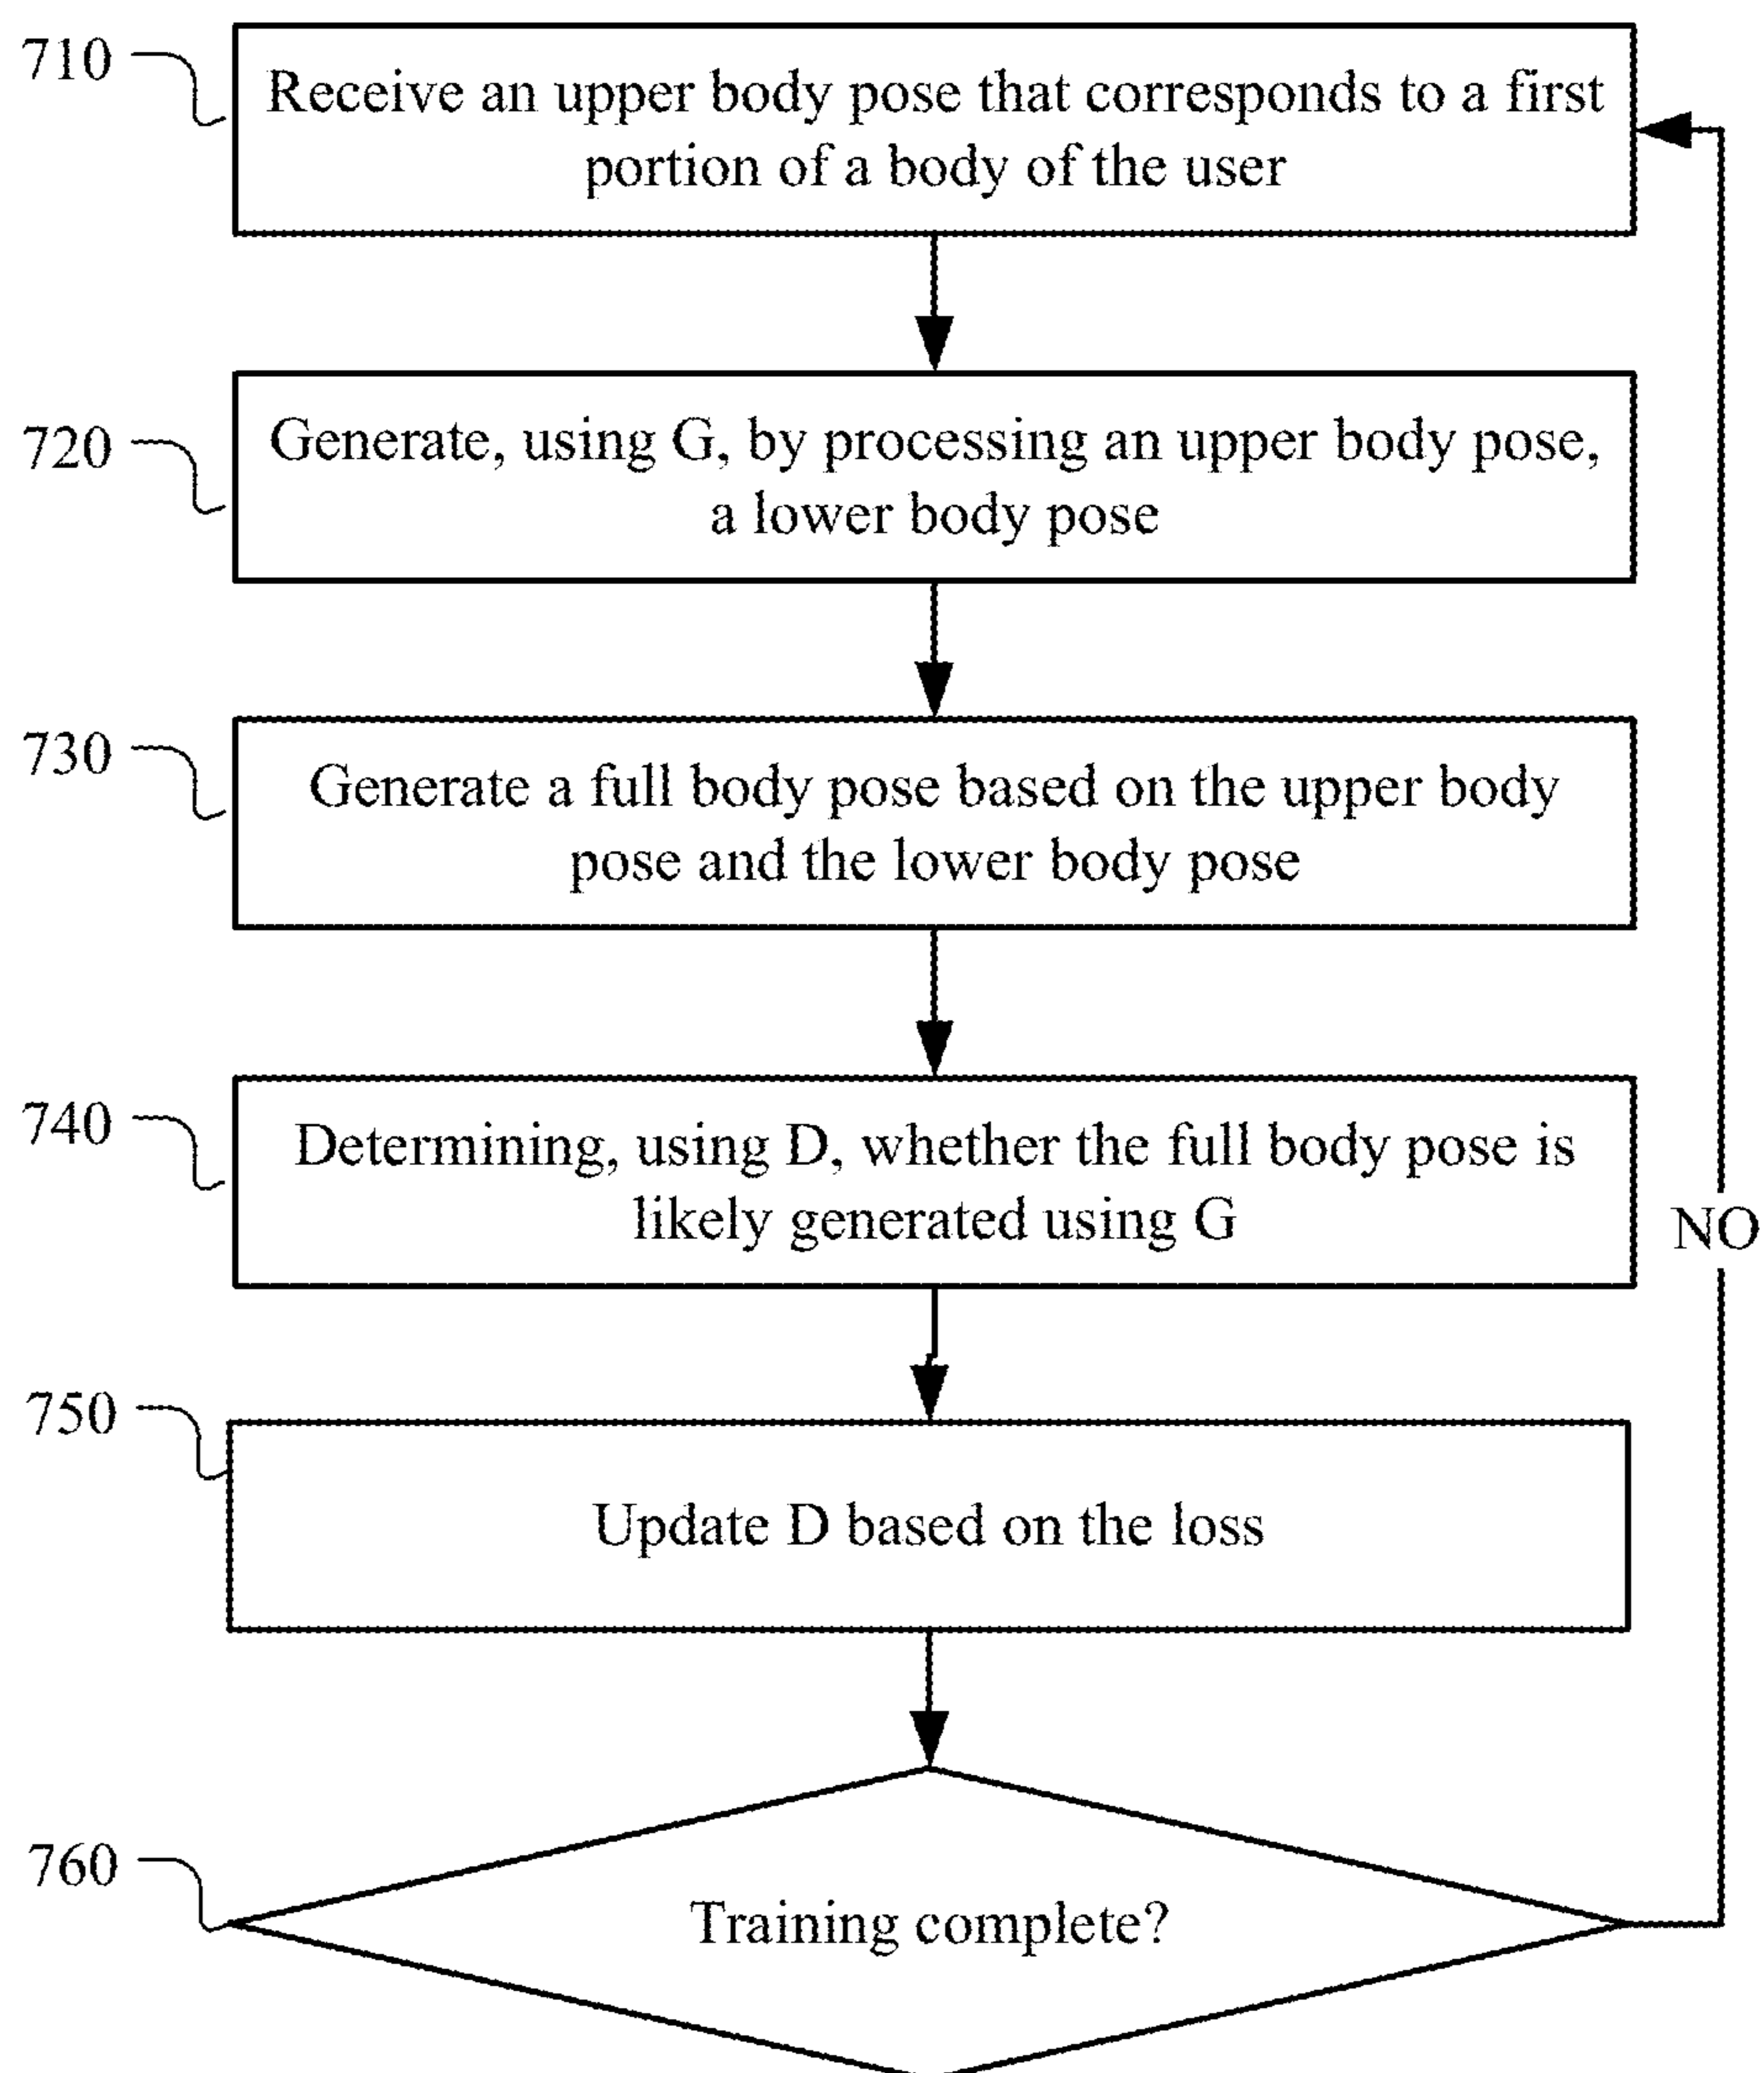 710
Receive an upper body pose that corresponds to a first
portion of a body of the user
720
Generate, using G, by processing an upper body pose,
a lower body pose
730
Generate a full body pose based on the upper body
pose and the lower body pose
740
Determining, using D, whether the full body pose is
likely generated using G
NO
750
Update D based on the loss
760
Training complete?